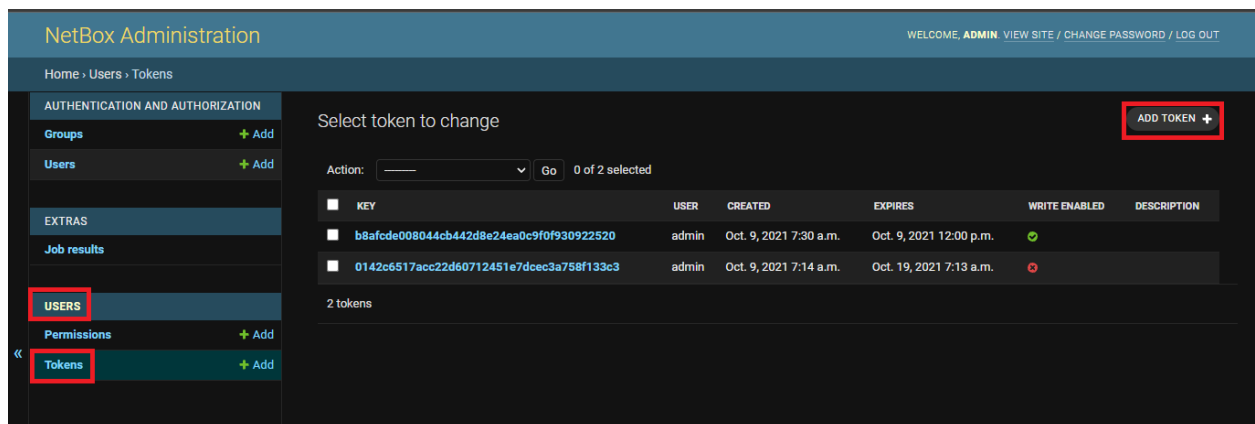 NetBox Administration
WELCOME, ADMIN. VIEW SITE / CHANGE PASSWORD / LOG OUT
Home › Users › Tokens
AUTHENTICATION AND AUTHORIZATION
Groups + Add
Users + Add
EXTRAS
Job results
USERS
Permissions + Add
Tokens + Add
«
Select token to change
ADD TOKEN +
Action: --------- Go 0 of 2 selected
KEY USER CREATED EXPIRES WRITE ENABLED DESCRIPTION
b8afcde008044cb442d8e24ea0c9f0f930922520 admin Oct. 9, 2021 7:30 a.m. Oct. 9, 2021 12:00 p.m.
0142c6517acc22d60712451e7dcec3a758f133c3 admin Oct. 9, 2021 7:14 a.m. Oct. 19, 2021 7:13 a.m.
2 tokens